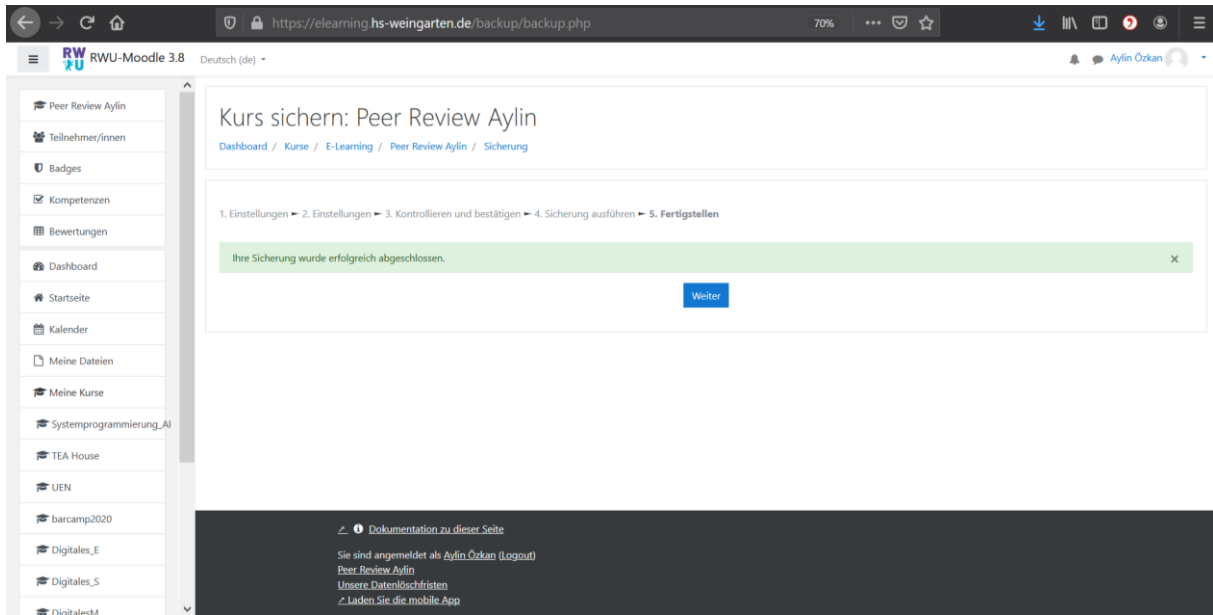 https://elearning.hs-weingarten.de/backup/backup.php
70%
RWU RWU-Moodle 3.8 Deutsch (de)
Aylin Özkan
Peer Review Aylin
Teilnehmer/innen
Badges
Kompetenzen
Bewertungen
Dashboard
Startseite
Kalender
Meine Dateien
Meine Kurse
Systemprogrammierung_AI
TEA House
UEN
barcamp2020
Digitales_E
Digitales_S
DigitalesM
Kurs sichern: Peer Review Aylin
Dashboard / Kurse / E-Learning / Peer Review Aylin / Sicherung
1. Einstellungen ► 2. Einstellungen ► 3. Kontrollieren und bestätigen ► 4. Sicherung ausführen ► 5. Fertigstellen
Ihre Sicherung wurde erfolgreich abgeschlossen. ×
Weiter
Dokumentation zu dieser Seite
Sie sind angemeldet als Aylin Özkan (Logout)
Peer Review Aylin
Unsere Datenlöschfristen
Laden Sie die mobile App